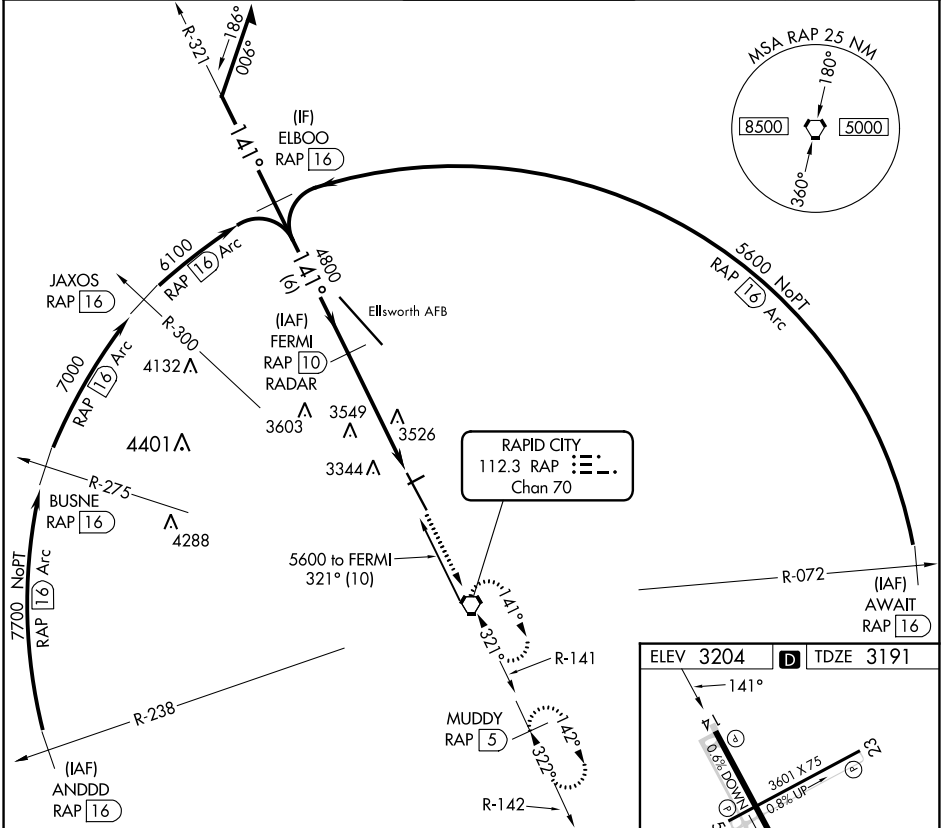 R-321
186°
006°
MSA RAP 25 NM
180°
8500
5000
360°
(IF)
ELBOO
RAP 16
141°
6100
RAP 16 Arc
4800
141°
(6)
5600 NoPT
RAP 16 Arc
JAXOS
RAP 16
R-300
7000
RAP 16 Arc
4132
Ellsworth AFB
(IAF)
FERMI
RAP 10
RADAR
3603
3549
3526
3344
4401
RAPID CITY
112.3 RAP
Chan 70
R-275
BUSNE
RAP 16
4288
5600 to FERMI
321° (10)
7700 NoPT
RAP 16 Arc
R-072
(IAF)
AWAIT
RAP 16
141°
321°
R-141
R-238
MUDDY
RAP 5
142°
322°
R-142
(IAF)
ANDDD
RAP 16
ELEV 3204
D
TDZE 3191
141°
14
P
0.6% DOWN
3601 X 75
0.8% UP
23
P
P